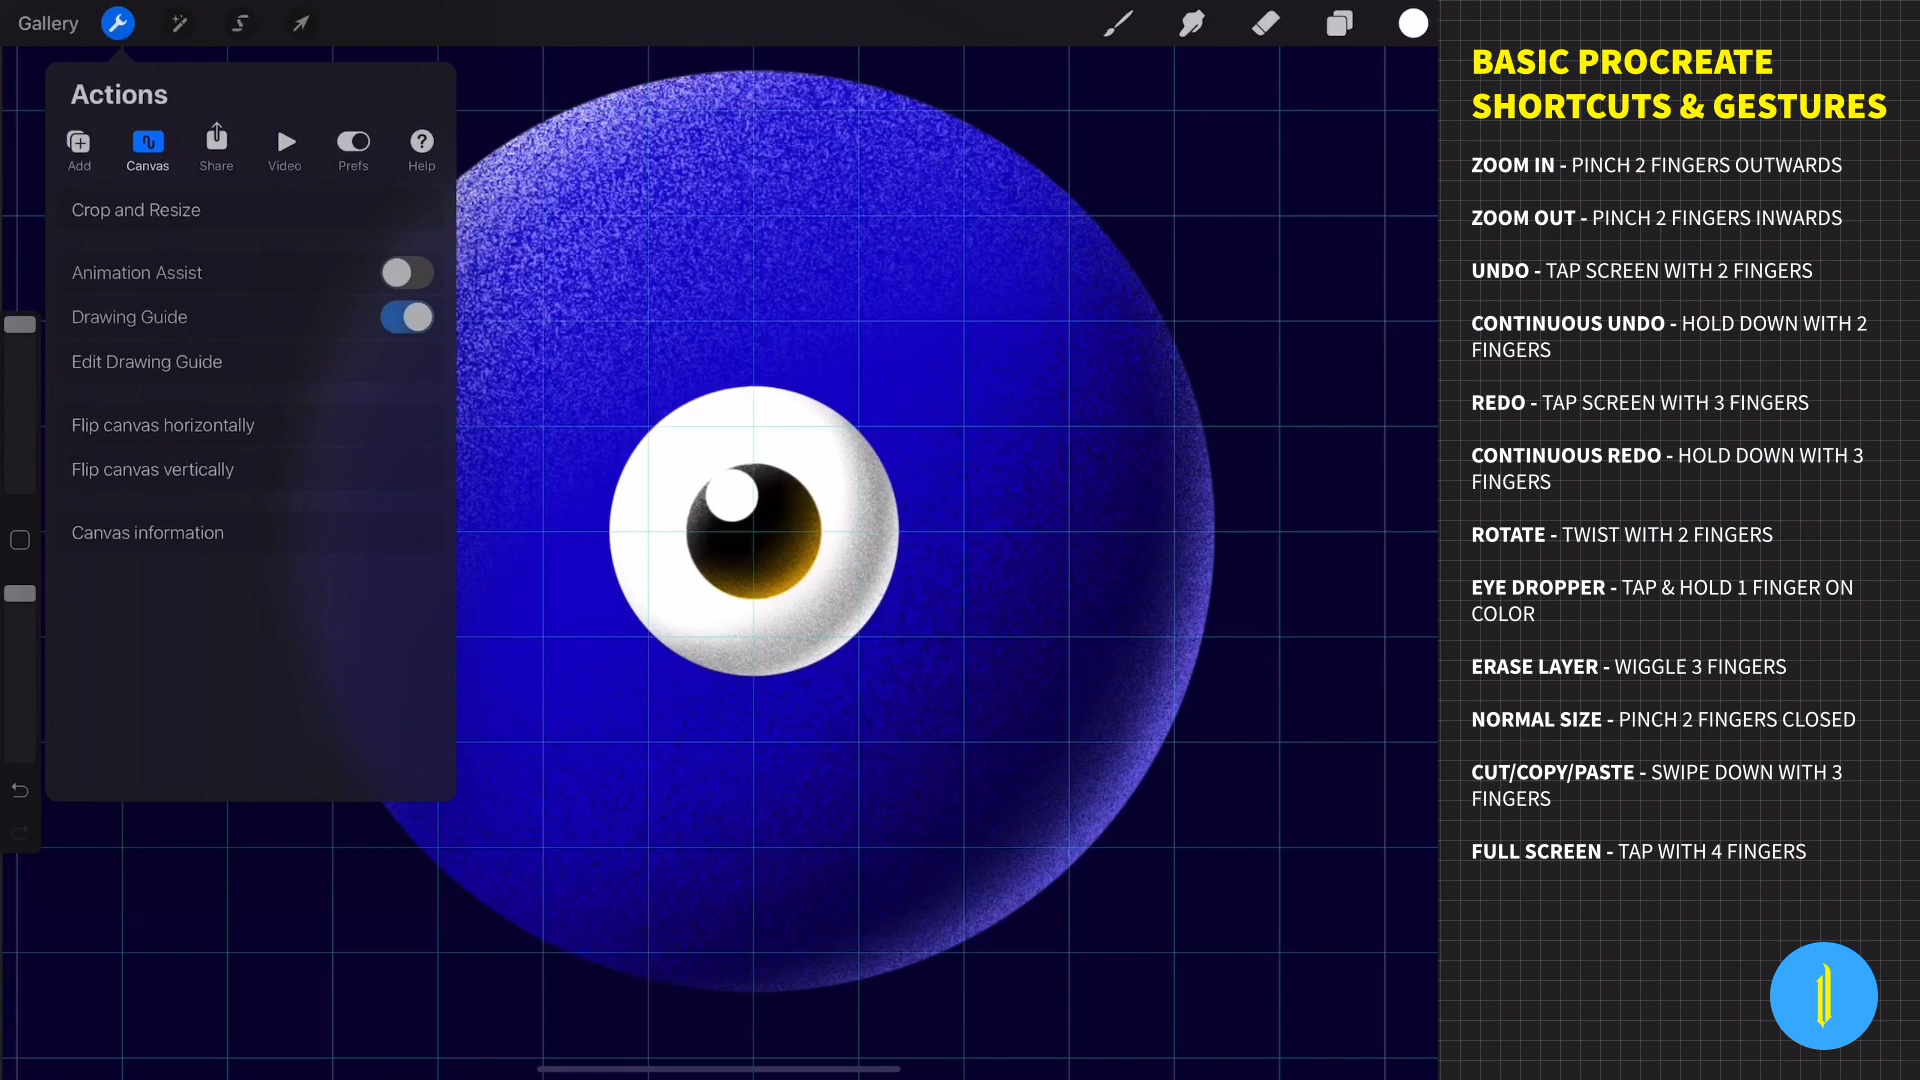 Gallery
Actions
Add
Canvas
Share
Video
Prefs
Help
Crop and Resize
Animation Assist
Drawing Guide
Edit Drawing Guide
Flip canvas horizontally
Flip canvas vertically
Canvas information
BASIC PROCREATE
SHORTCUTS & GESTURES
ZOOM IN - PINCH 2 FINGERS OUTWARDS
ZOOM OUT - PINCH 2 FINGERS INWARDS
UNDO - TAP SCREEN WITH 2 FINGERS
CONTINUOUS UNDO - HOLD DOWN WITH 2
FINGERS
REDO - TAP SCREEN WITH 3 FINGERS
CONTINUOUS REDO - HOLD DOWN WITH 3
FINGERS
ROTATE - TWIST WITH 2 FINGERS
EYE DROPPER - TAP & HOLD 1 FINGER ON
COLOR
ERASE LAYER - WIGGLE 3 FINGERS
NORMAL SIZE - PINCH 2 FINGERS CLOSED
CUT/COPY/PASTE - SWIPE DOWN WITH 3
FINGERS
FULL SCREEN - TAP WITH 4 FINGERS